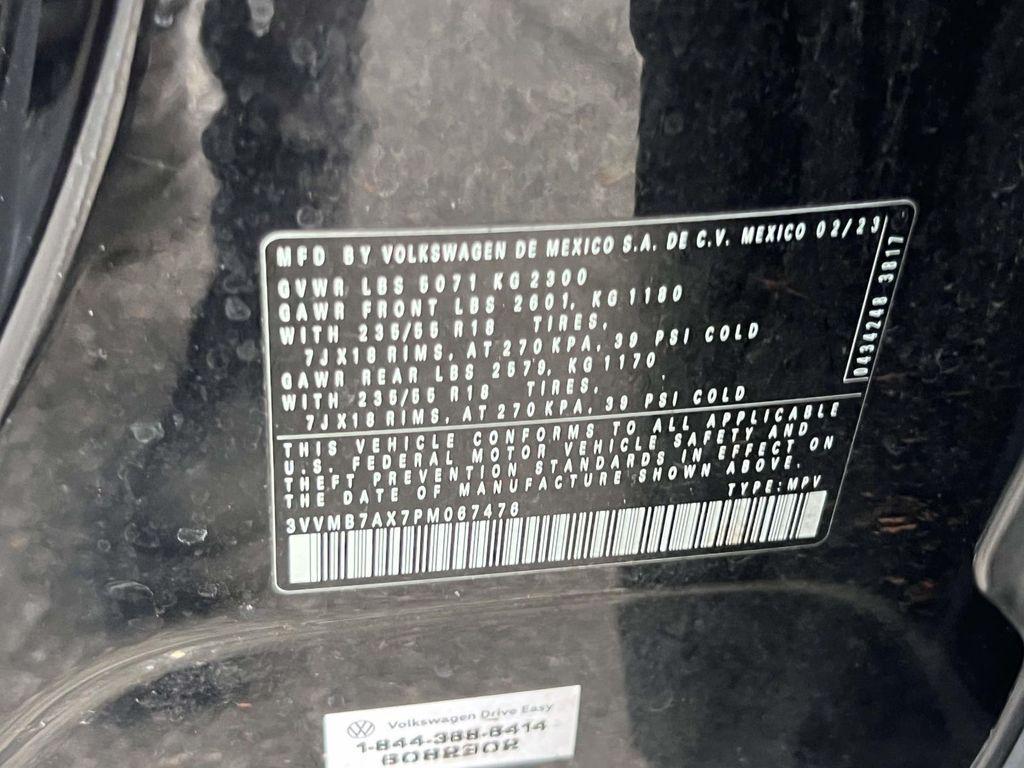 MFD BY VOLKSWAGEN DE MEXICO S.A. DE C.V. MEXICO 02/23
GVWR LBS 5071 KG 2300
GAWR FRONT LBS 2601, KG 1180
WITH 235/55 R18 TIRES,
7JX18 RIMS, AT 270 KPA, 39 PSI COLD
GAWR REAR LBS 2579, KG 1170
WITH 235/55 R18 TIRES,
7JX18 RIMS, AT 270 KPA, 39 PSI COLD
0434248 3817
THIS VEHICLE CONFORMS TO ALL APPLICABLE
U.S. FEDERAL MOTOR VEHICLE SAFETY AND
THEFT PREVENTION STANDARDS IN EFFECT ON
THE DATE OF MANUFACTURE SHOWN ABOVE.
TYPE: MPV
3VVMB7AX7PM067476
Volkswagen Drive Easy
1-844-388-8414